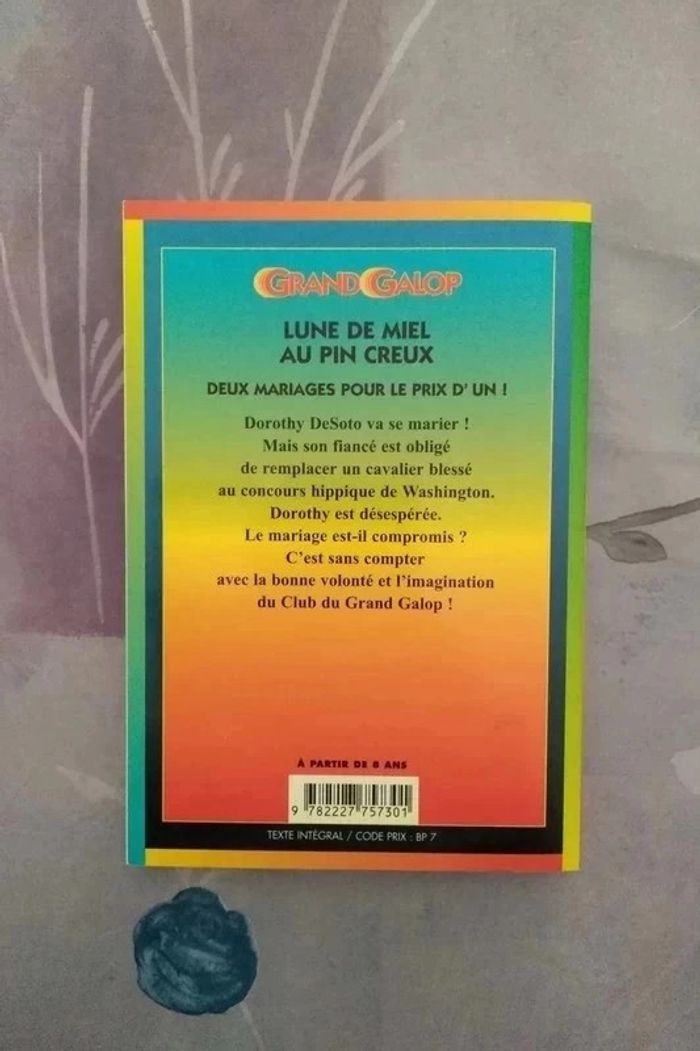 GRAND GALOP
LUNE DE MIEL
AU PIN CREUX
DEUX MARIAGES POUR LE PRIX D' UN !
Dorothy DeSoto va se marier !
Mais son fiancé est obligé
de remplacer un cavalier blessé
au concours hippique de Washington.
Dorothy est désespérée.
Le mariage est-il compromis ?
C'est sans compter
avec la bonne volonté et l'imagination
du Club du Grand Galop !
À PARTIR DE 8 ANS
9 782227 757301
TEXTE INTÉGRAL / CODE PRIX : BP 7